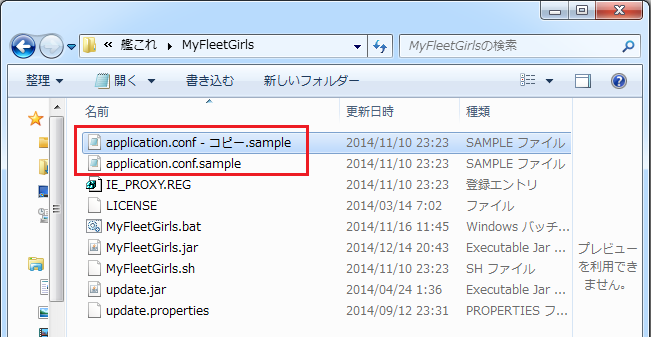 « 艦これ ▸ MyFleetGirls
MyFleetGirlsの検索
整理 開く 書き込む 新しいフォルダー
名前 更新日時 種類
application.conf - コピー.sample 2014/11/10 23:23 SAMPLE ファイル
application.conf.sample 2014/11/10 23:23 SAMPLE ファイル
IE_PROXY.REG 2014/11/10 23:23 登録エントリ
LICENSE 2014/03/14 7:02 ファイル
MyFleetGirls.bat 2014/11/16 11:45 Windows バッチ...
MyFleetGirls.jar 2014/12/14 20:43 Executable Jar ...
MyFleetGirls.sh 2014/11/10 23:23 SH ファイル
update.jar 2014/04/24 1:36 Executable Jar ...
update.properties 2014/09/12 23:31 PROPERTIES フ...
プレビュー
を利用でき
ません。